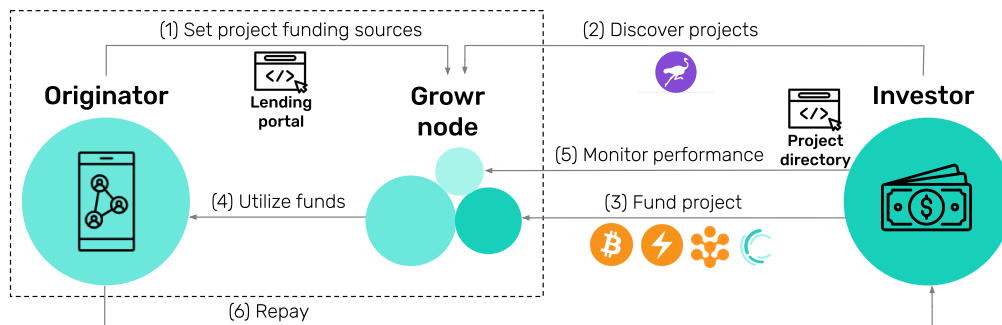 (1) Set project funding sources
(2) Discover projects
</>
Lending
portal
Originator
Growr
node
Investor
</>
Project
directory
(5) Monitor performance
(4) Utilize funds
(3) Fund project
$
(6) Repay